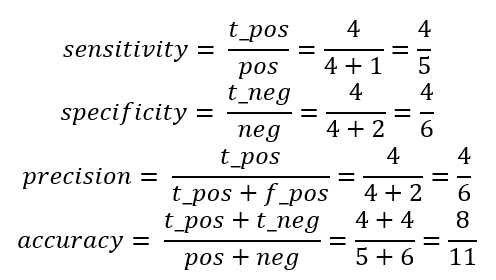 sensitivity = t_pos / pos = 4 / 4 + 1 = 4 / 5
specificity = t_neg / neg = 4 / 4 + 2 = 4 / 6
precision = t_pos / t_pos + f_pos = 4 / 4 + 2 = 4 / 6
accuracy = t_pos + t_neg / pos + neg = 4 + 4 / 5 + 6 = 8 / 11